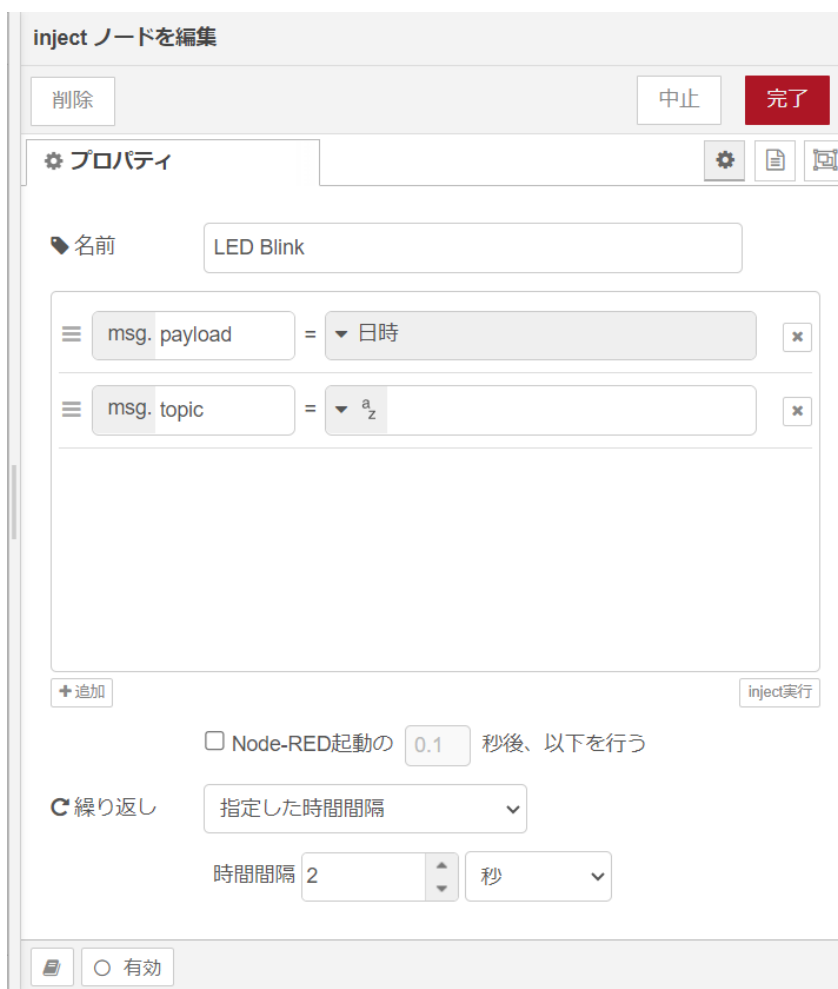 inject ノードを編集
削除 中止 完了
プロパティ
名前 LED Blink
msg. payload = 日時
msg. topic = az
追加 inject実行
Node-RED起動の 0.1 秒後、以下を行う
繰り返し 指定した時間間隔
時間間隔 2 秒
有効